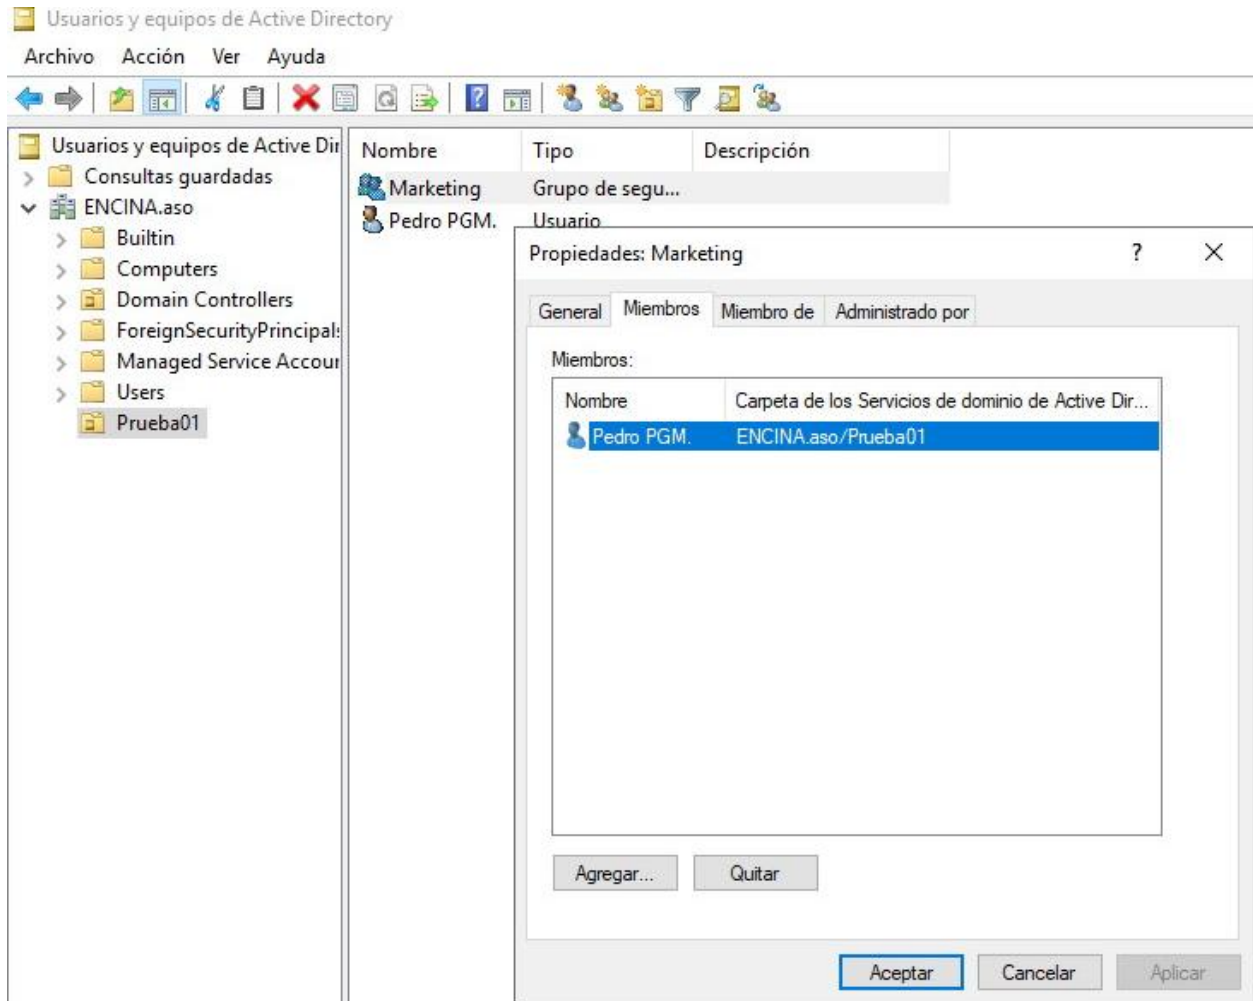 Usuarios y equipos de Active Directory
Archivo Acción Ver Ayuda
Usuarios y equipos de Active Dir
Consultas guardadas
ENCINA.aso
Builtin
Computers
Domain Controllers
ForeignSecurityPrincipal
Managed Service Accour
Users
Prueba01
Nombre Tipo Descripción
Marketing Grupo de segu...
Pedro PGM. Usuario
Propiedades: Marketing ?
General Miembros Miembro de Administrado por
Miembros:
Nombre Carpeta de los Servicios de dominio de Active Dir...
Pedro PGM. ENCINA.aso/Prueba01
Agregar... Quitar
Aceptar Cancelar Aplicar